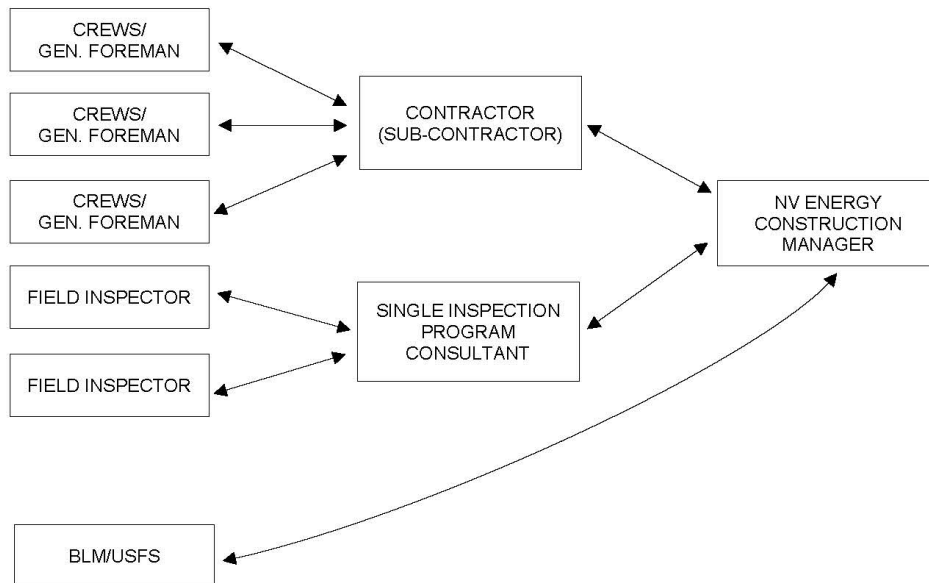 CREWS/
GEN. FOREMAN
CREWS/
GEN. FOREMAN
CREWS/
GEN. FOREMAN
FIELD INSPECTOR
FIELD INSPECTOR
BLM/USFS
CONTRACTOR
(SUB-CONTRACTOR)
SINGLE INSPECTION
PROGRAM
CONSULTANT
NV ENERGY
CONSTRUCTION
MANAGER